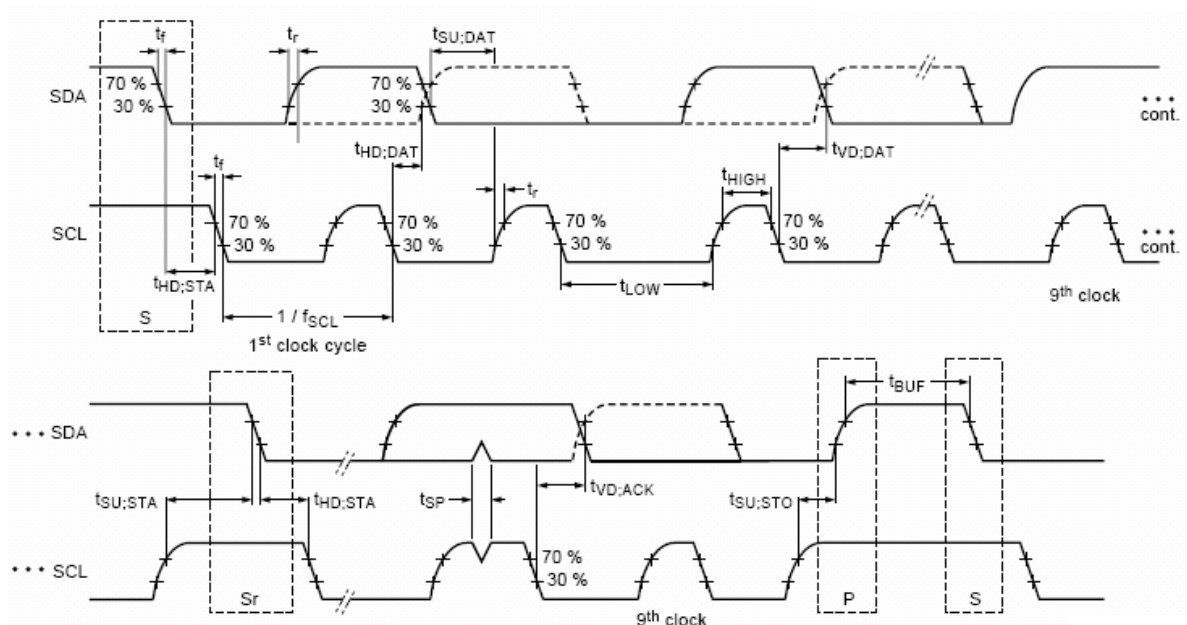 tf tr tSU;DAT
70 % 70 %
SDA
30 % 30 %
• • •
cont.
tHD;DAT tVD;DAT
tf tr tHIGH
70 % 70 % 70 % 70 %
SCL
30 % 30 % 30 % 30 %
• • •
cont.
tHD;STA tLOW
S 1 / fSCL 9th clock
1st clock cycle
tBUF
• • • SDA
tSU;STA tHD;STA tSP tVD;ACK tSU;STO
70 %
• • • SCL
30 %
Sr P S
9th clock